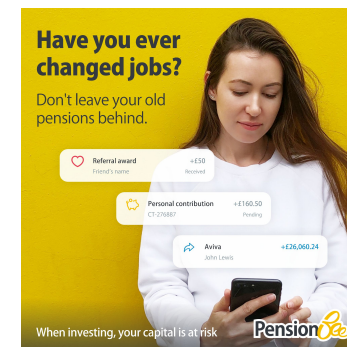 Have you ever
changed jobs?
Don't leave your old
pensions behind.
Referral award +£50
Friend's name Received
Personal contribution +£160.50
CT-276887 Pending
Aviva +£26,060.24
John Lewis
When investing, your capital is at risk
PensionBee